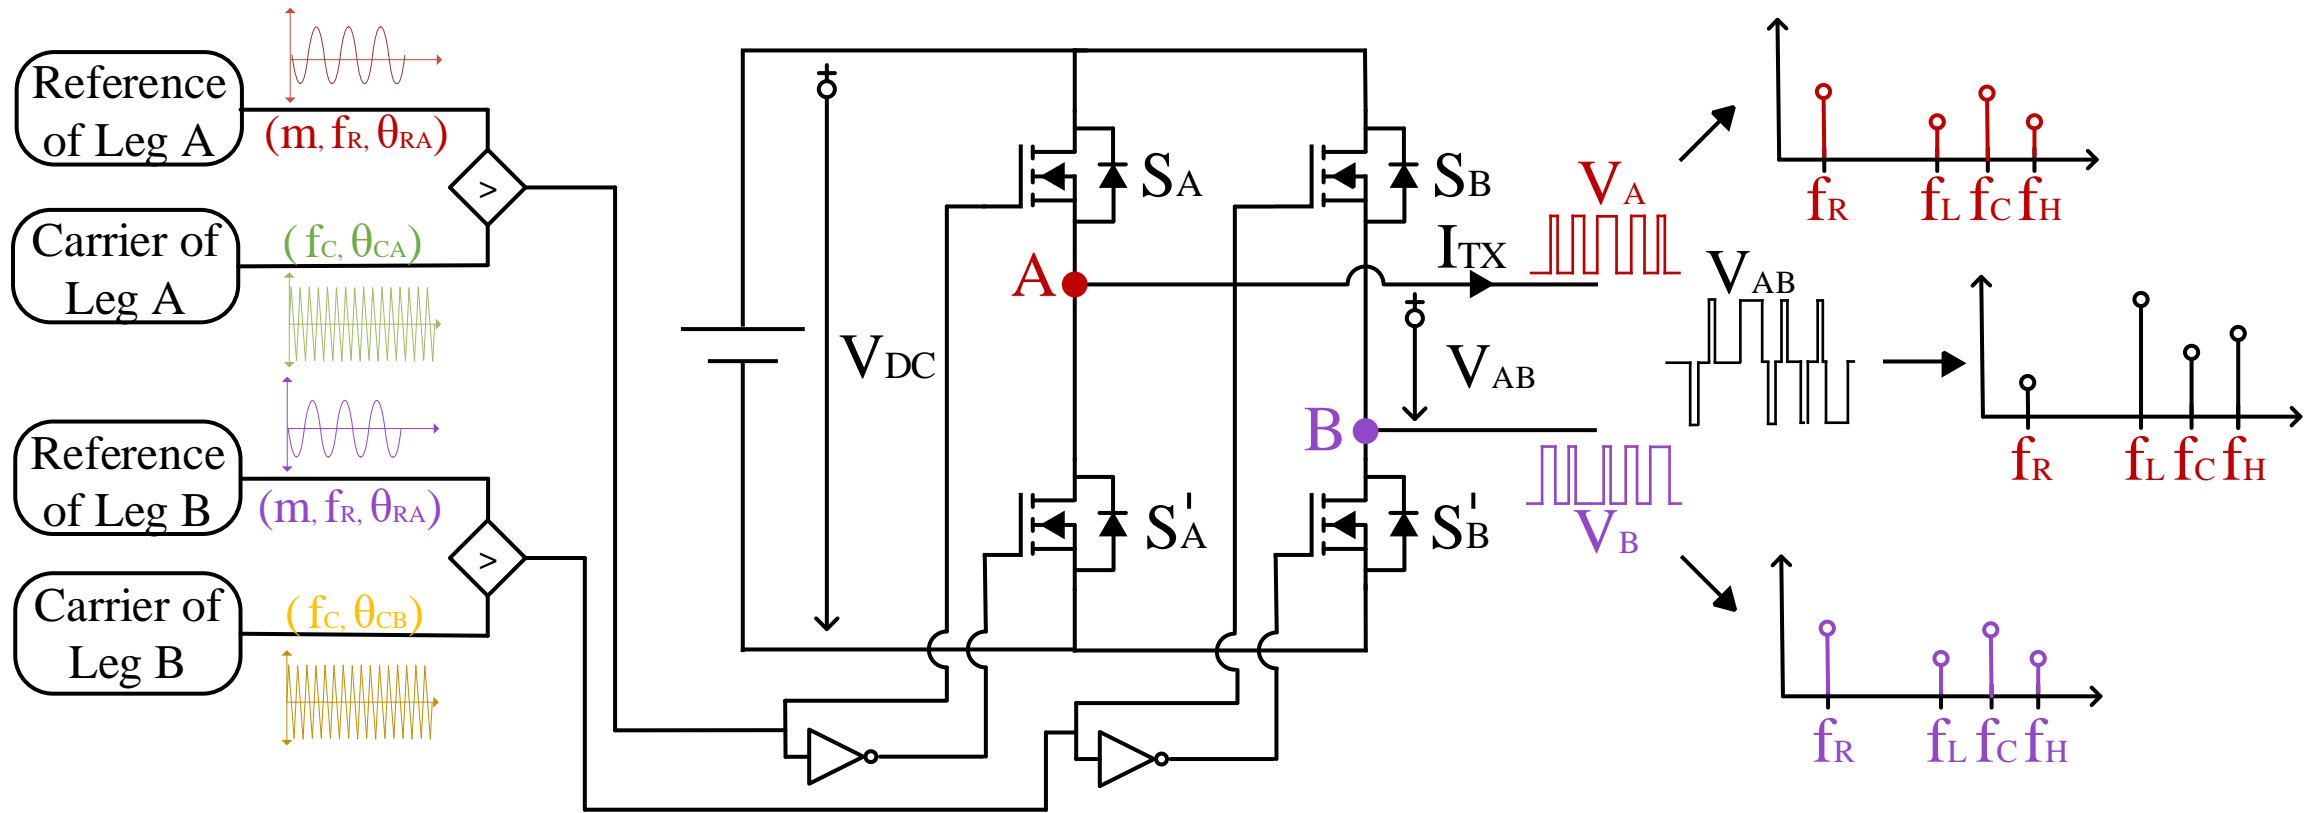 Reference
of Leg A
(m, fR, θRA)
>
Carrier of
Leg A
(fC, θCA)
Reference
of Leg B
(m, fR, θRA)
>
Carrier of
Leg B
(fC, θCB)
VDC
SA
SB
A
ITX
B
VAB
S'A
S'B
VA
VAB
VB
fR fL fC fH
fR fL fC fH
fR fL fC fH